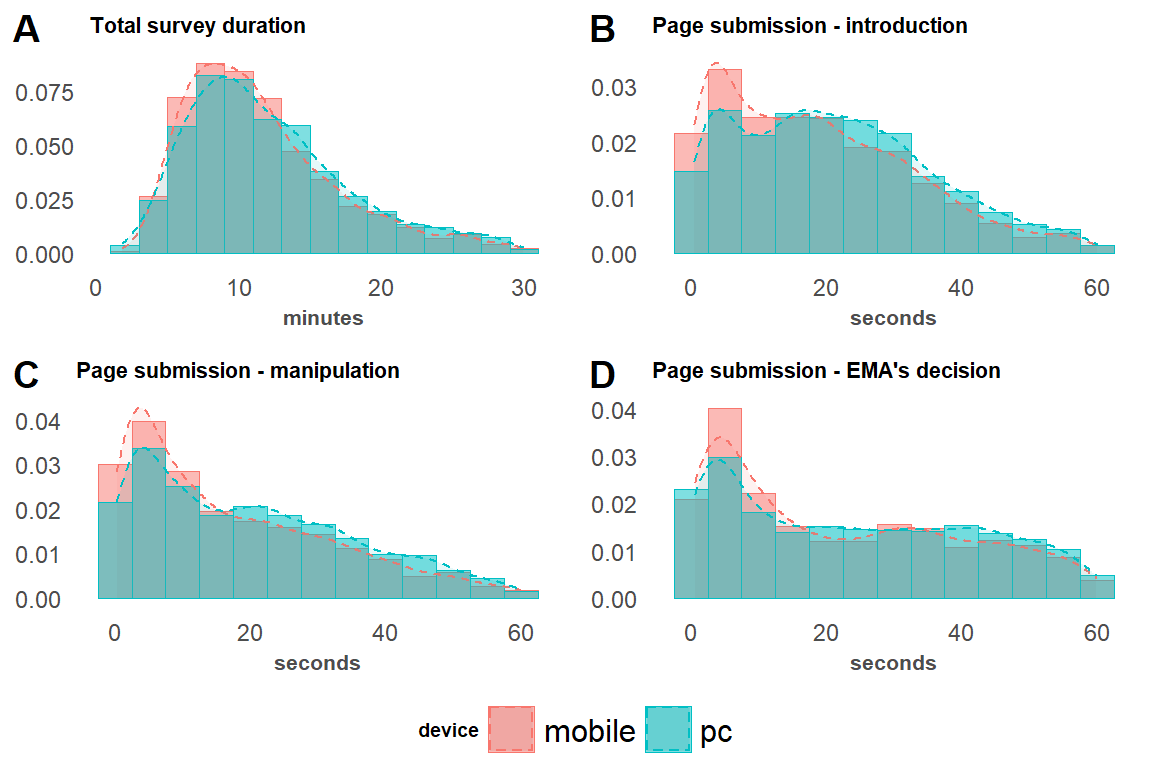 A Total survey duration
0.075
0.050
0.025
0.000
0 10 20 30
minutes
B Page submission - introduction
0.03
0.02
0.01
0.00
0 20 40 60
seconds
C Page submission - manipulation
0.04
0.03
0.02
0.01
0.00
0 20 40 60
seconds
D Page submission - EMA's decision
0.04
0.03
0.02
0.01
0.00
0 20 40 60
seconds
device mobile pc